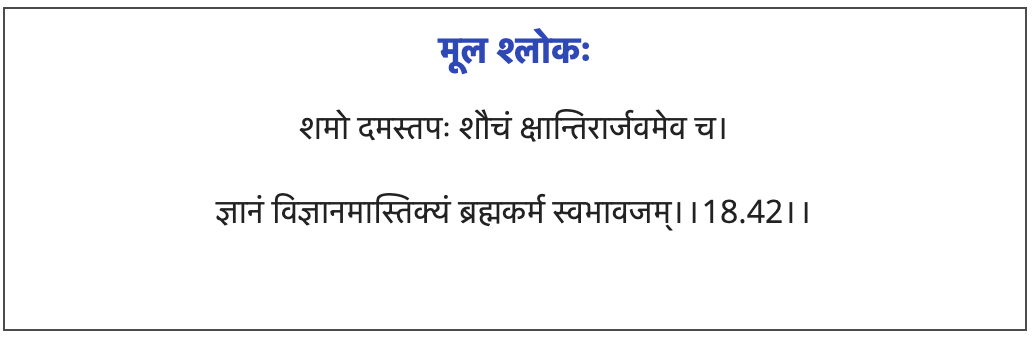 मूल श्लोकः
शमो दमस्तपः शौचं क्षान्तिरार्जवमेव च।
ज्ञानं विज्ञानमास्तिक्यं ब्रह्मकर्म स्वभावजम्।।18.42।।